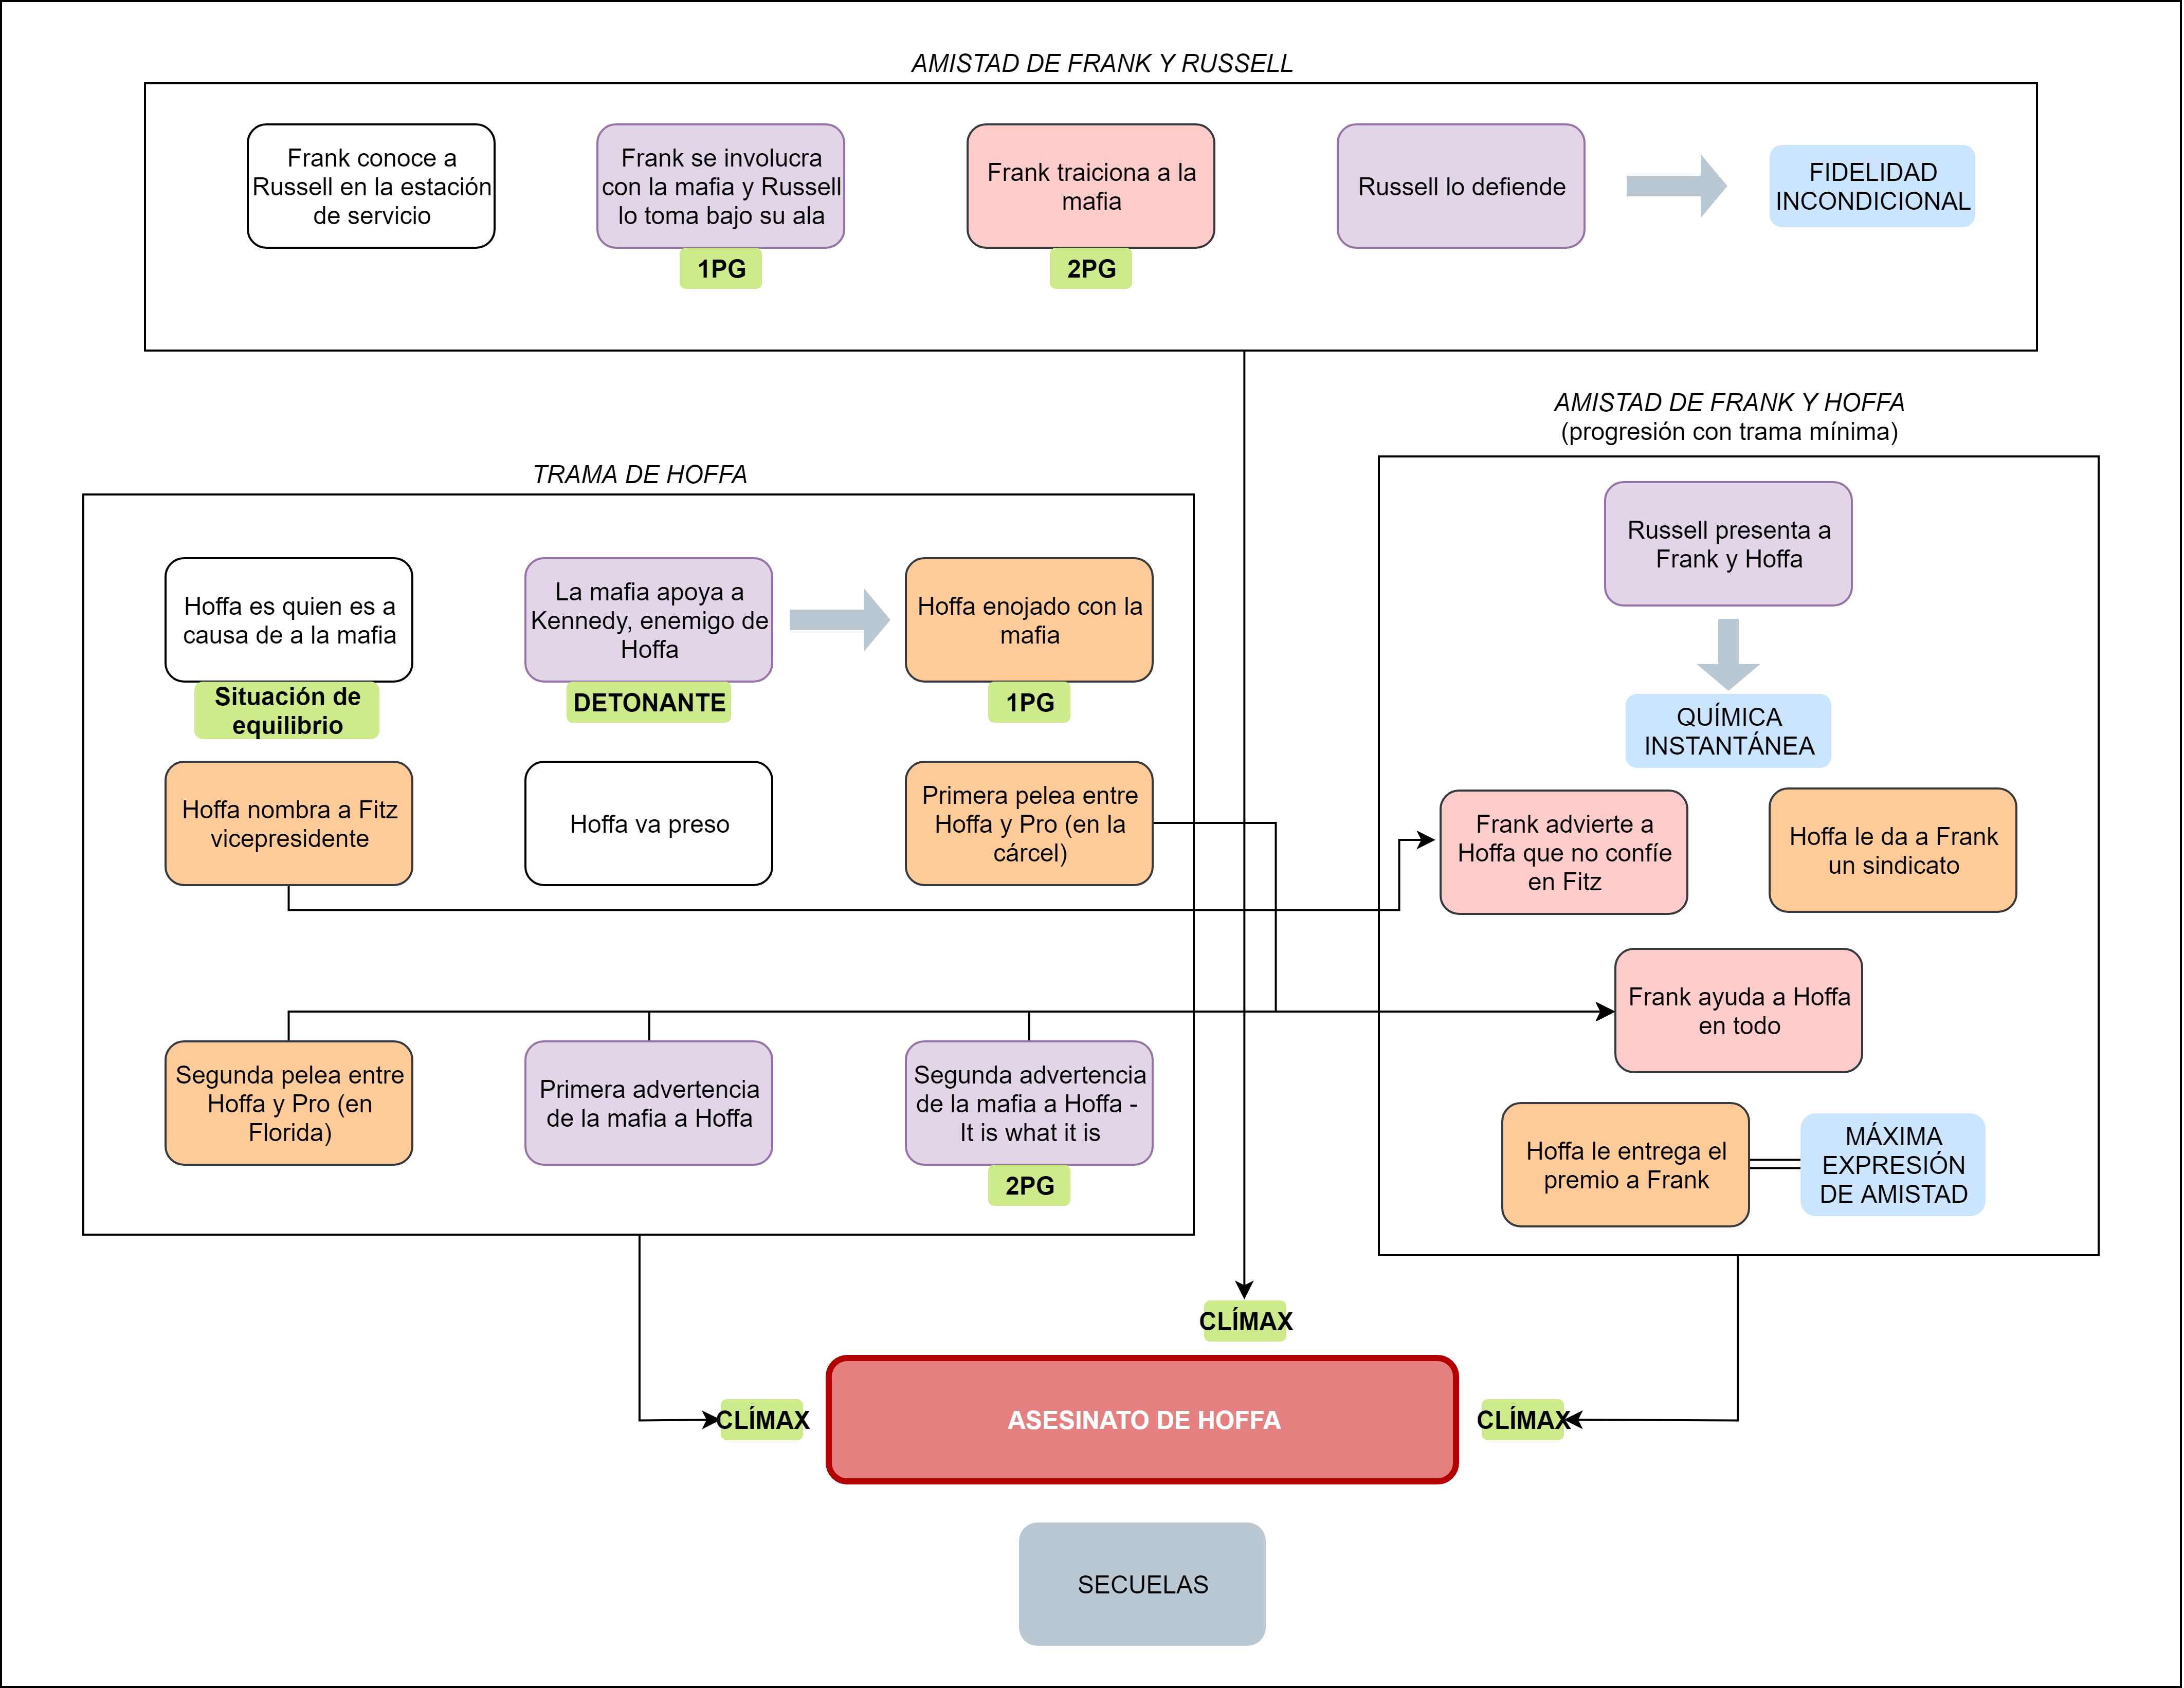 AMISTAD DE FRANK Y RUSSELL
Frank conoce a
Russell en la estación
de servicio
Frank se involucra
con la mafia y Russell
lo toma bajo su ala
1PG
Frank traiciona a la
mafia
2PG
Russell lo defiende
FIDELIDAD
INCONDICIONAL
TRAMA DE HOFFA
Hoffa es quien es a
causa de a la mafia
Situación de
equilibrio
La mafia apoya a
Kennedy, enemigo de
Hoffa
DETONANTE
Hoffa enojado con la
mafia
1PG
Hoffa nombra a Fitz
vicepresidente
Hoffa va preso
Primera pelea entre
Hoffa y Pro (en la
cárcel)
Segunda pelea entre
Hoffa y Pro (en
Florida)
Primera advertencia
de la mafia a Hoffa
Segunda advertencia
de la mafia a Hoffa -
It is what it is
2PG
AMISTAD DE FRANK Y HOFFA
(progresión con trama mínima)
Russell presenta a
Frank y Hoffa
QUÍMICA
INSTANTÁNEA
Frank advierte a
Hoffa que no confíe
en Fitz
Hoffa le da a Frank
un sindicato
Frank ayuda a Hoffa
en todo
Hoffa le entrega el
premio a Frank
MÁXIMA
EXPRESIÓN
DE AMISTAD
CLÍMAX
CLÍMAX
ASESINATO DE HOFFA
CLÍMAX
SECUELAS